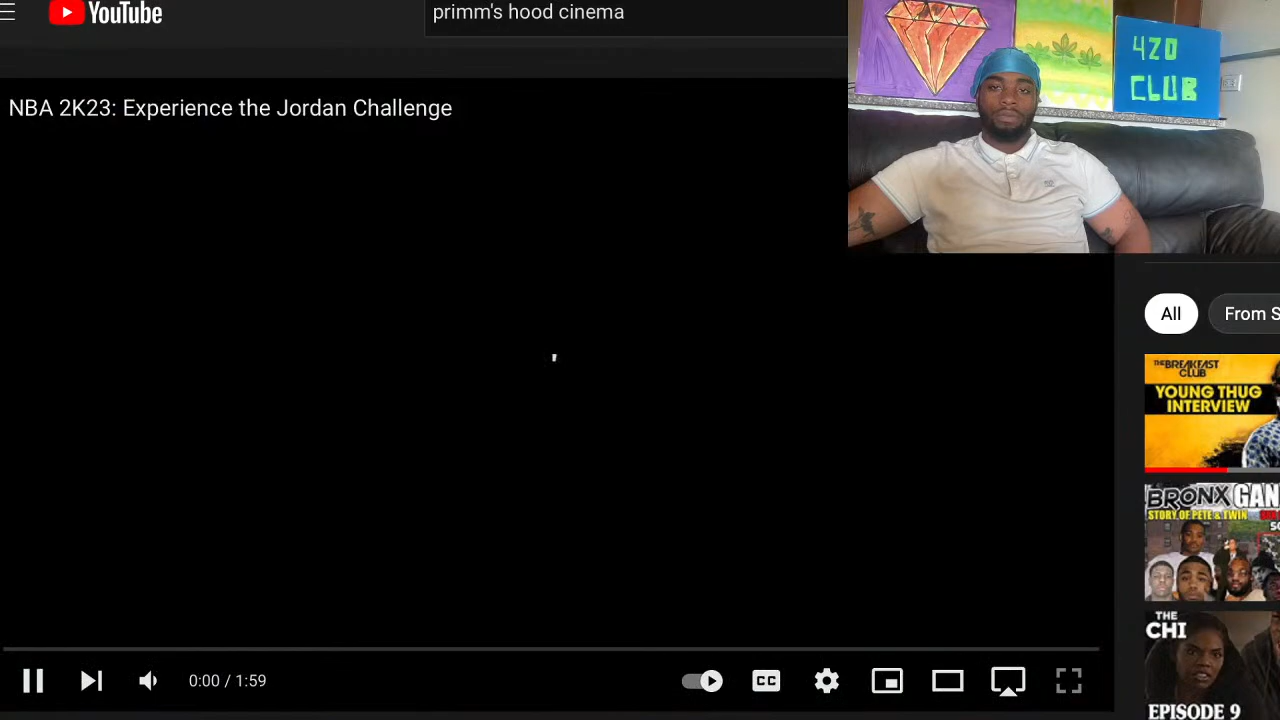 YouTube
primm's hood cinema
NBA 2K23: Experience the Jordan Challenge
420
CLUB
All
From S
THE BREAKFAST
CLUB
YOUNG THUG
INTERVIEW
BRONX GAN
STORY OF PETE & TWIN
THE
CHI
EPISODE 9
0:00 / 1:59
CC